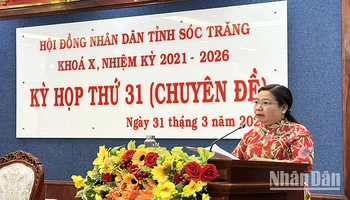 HỘI ĐỒNG NHÂN DÂN TỈNH SÓC TRĂNG
KHOÁ X, NHIỆM KỲ 2021 - 2026
KỲ HỌP THỨ 31 (CHUYÊN ĐỀ)
Ngày 31 tháng 3 năm
NhânDân